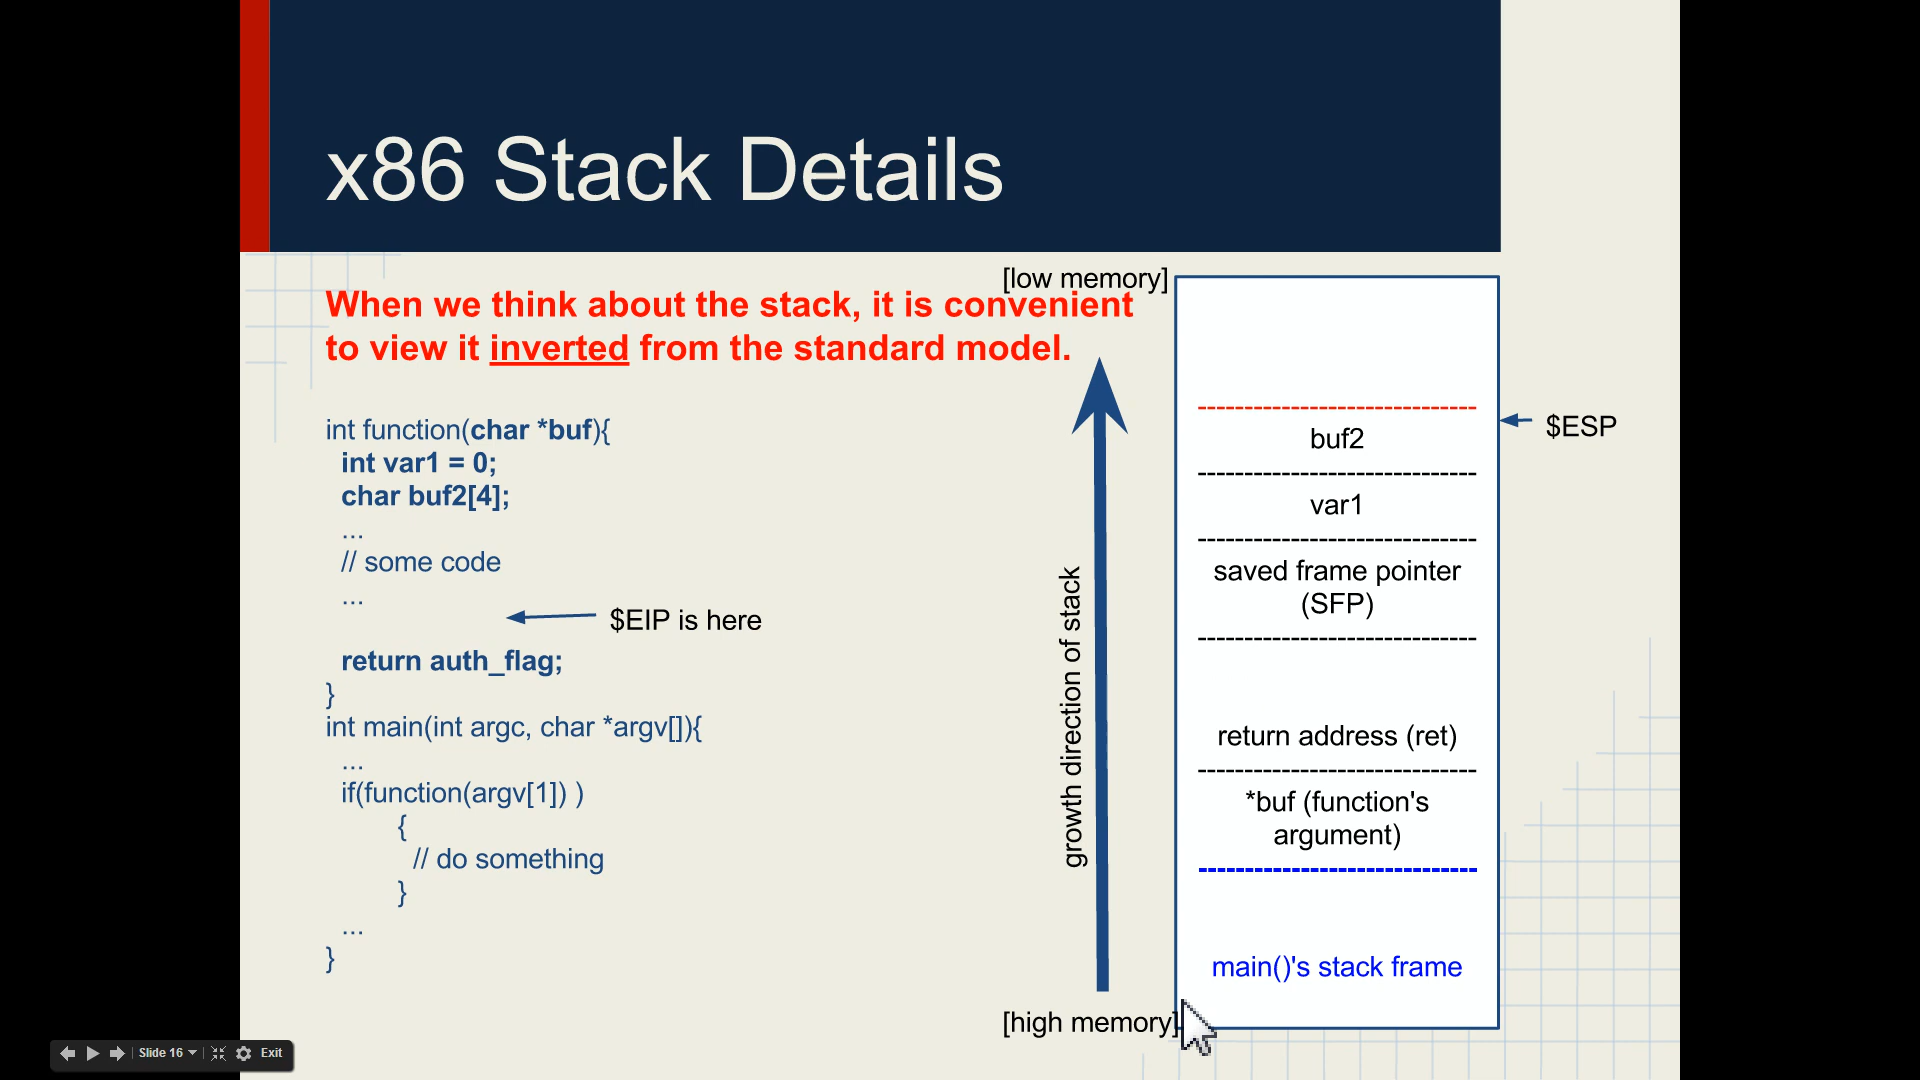 x86 Stack Details
When we think about the stack, it is convenient
to view it inverted from the standard model.
int function(char *buf){
int var1 = 0;
char buf2[4];
...
// some code
...
$EIP is here
return auth_flag;
}
int main(int argc, char *argv[]){
...
if(function(argv[1]) )
{
// do something
}
...
}
[low memory]
growth direction of stack
[high memory]
------------------------------
buf2
------------------------------
var1
------------------------------
saved frame pointer
(SFP)
------------------------------
return address (ret)
------------------------------
*buf (function's
argument)
------------------------------
main()'s stack frame
$ESP
Slide 16
Exit